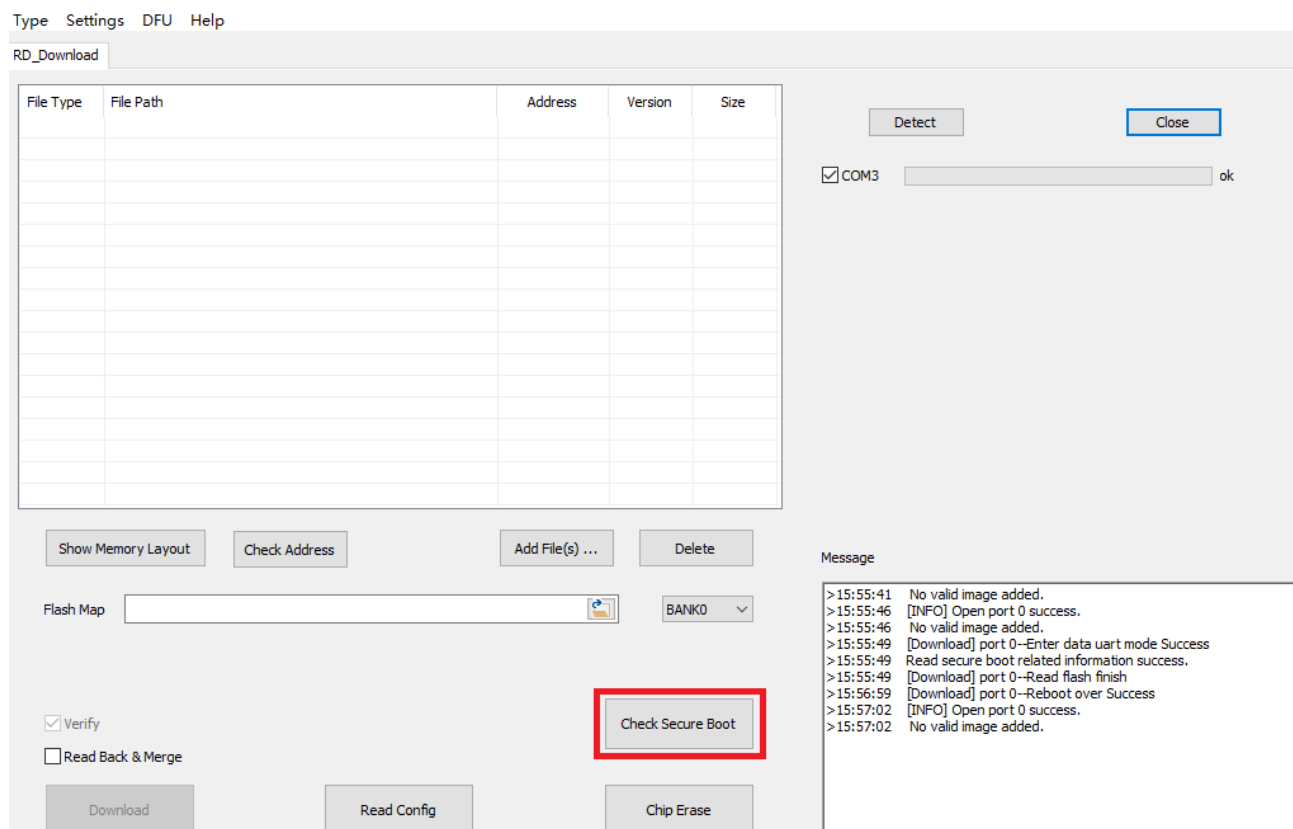 Type Settings DFU Help
RD_Download
File Type File Path Address Version Size
Detect Close
COM3 ok
Show Memory Layout Check Address Add File(s) ... Delete
Flash Map BANK0
Verify
Read Back & Merge
Check Secure Boot
Download Read Config Chip Erase
Message
>15:55:41 No valid image added.
>15:55:46 [INFO] Open port 0 success.
>15:55:46 No valid image added.
>15:55:49 [Download] port 0--Enter data uart mode Success
>15:55:49 Read secure boot related information success.
>15:55:49 [Download] port 0--Read flash finish
>15:56:59 [Download] port 0--Reboot over Success
>15:57:02 [INFO] Open port 0 success.
>15:57:02 No valid image added.